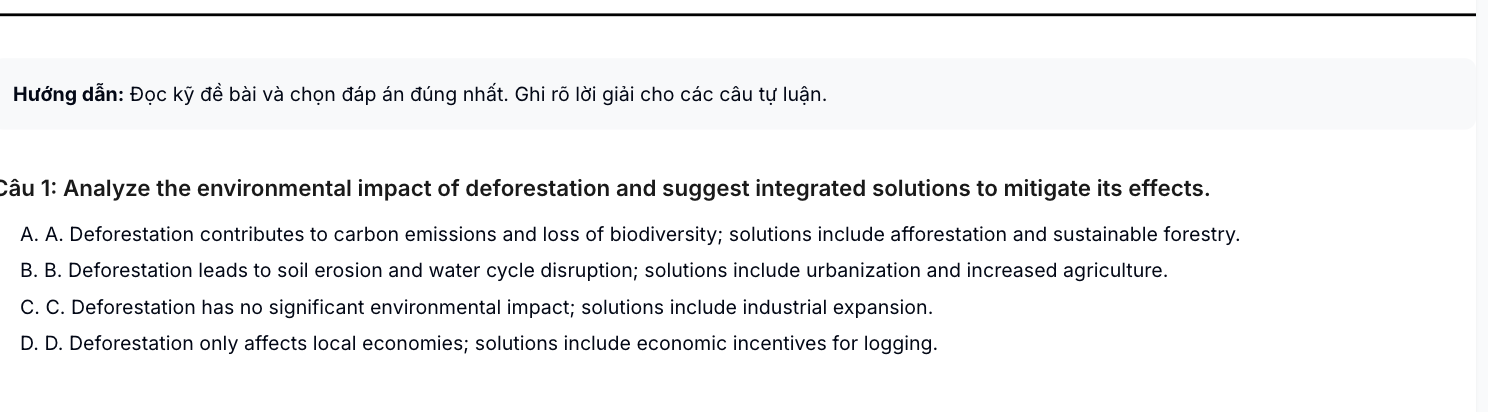 Hướng dẫn: Đọc kỹ đề bài và chọn đáp án đúng nhất. Ghi rõ lời giải cho các câu tự luận.
Câu 1: Analyze the environmental impact of deforestation and suggest integrated solutions to mitigate its effects.
A. A. Deforestation contributes to carbon emissions and loss of biodiversity; solutions include afforestation and sustainable forestry.
B. B. Deforestation leads to soil erosion and water cycle disruption; solutions include urbanization and increased agriculture.
C. C. Deforestation has no significant environmental impact; solutions include industrial expansion.
D. D. Deforestation only affects local economies; solutions include economic incentives for logging.